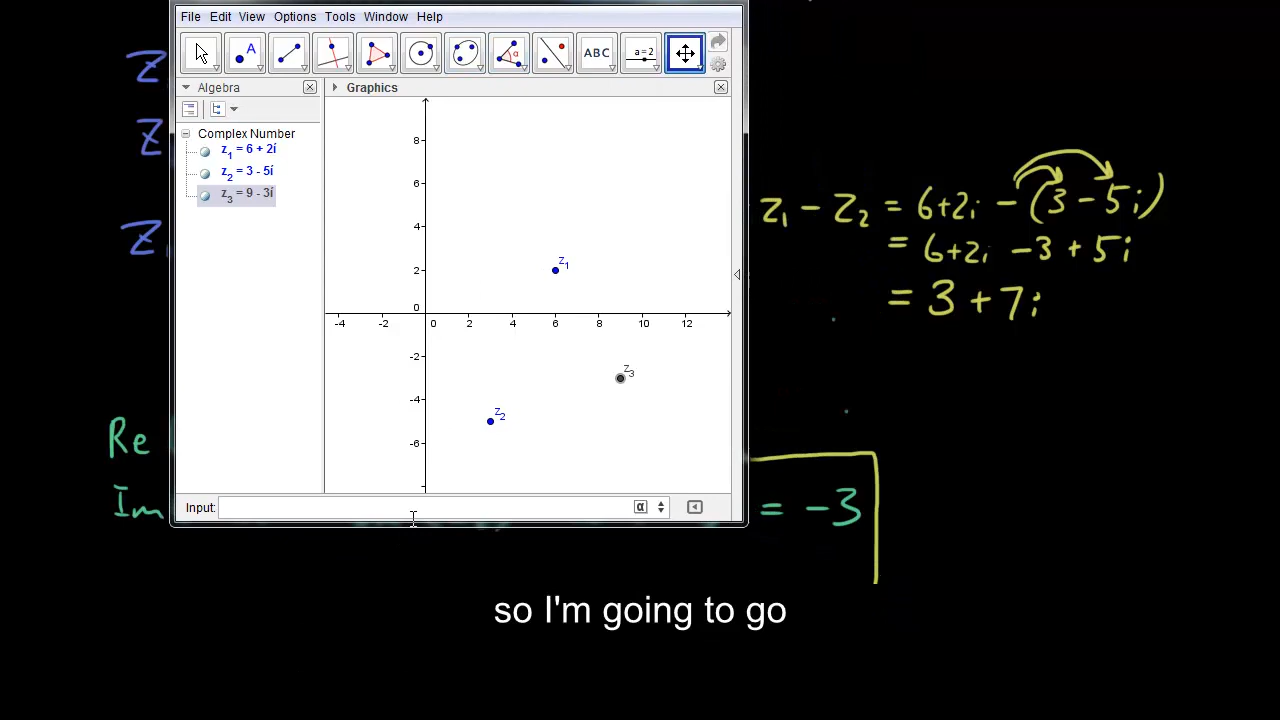 File Edit View Options Tools Window Help
A
α
ABC
a = 2
Algebra
Graphics
Complex Number
z1 = 6 + 2i
z2 = 3 - 5i
z3 = 9 - 3i
8
6
4
2
0
-4 -2 0 2 4 6 8 10 12
-2
-4
-6
z1
z2
z3
Input:
α
Z
Z
Z
z1 - z2 = 6+2i -(3 - 5i)
= 6+2i -3 + 5i
= 3 + 7i
Re
Im
= -3
so I'm going to go